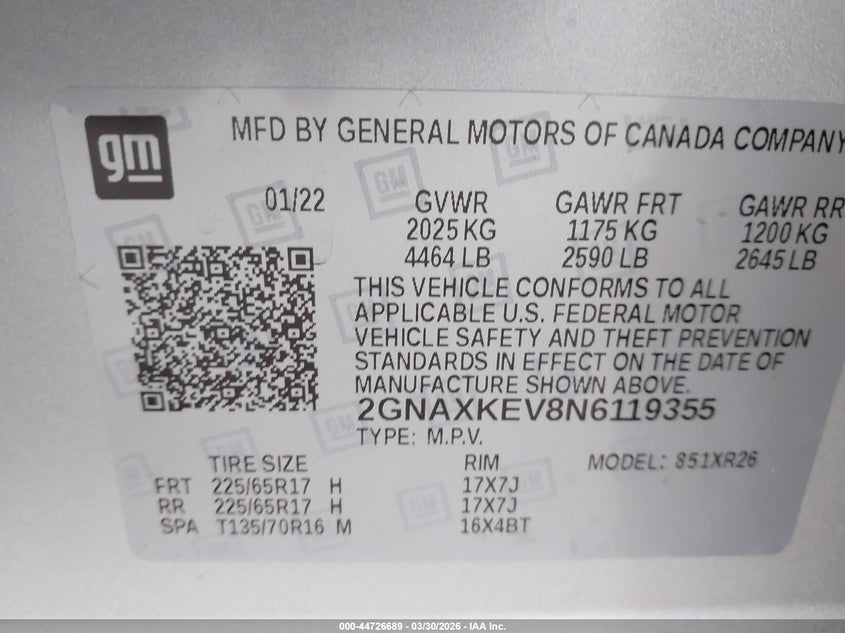 gm
MFD BY GENERAL MOTORS OF CANADA COMPANY
01/22 GVWR GAWR FRT GAWR RR
2025 KG 1175 KG 1200 KG
4464 LB 2590 LB 2645 LB
THIS VEHICLE CONFORMS TO ALL
APPLICABLE U.S. FEDERAL MOTOR
VEHICLE SAFETY AND THEFT PREVENTION
STANDARDS IN EFFECT ON THE DATE OF
MANUFACTURE SHOWN ABOVE.
2GNAXKEV8N6119355
TYPE: M.P.V.
TIRE SIZE RIM MODEL: 851XR26
FRT 225/65R17 H 17X7J
RR 225/65R17 H 17X7J
SPA T135/70R16 M 16X4BT
000-44726689 - 03/30/2026 - IAA Inc.